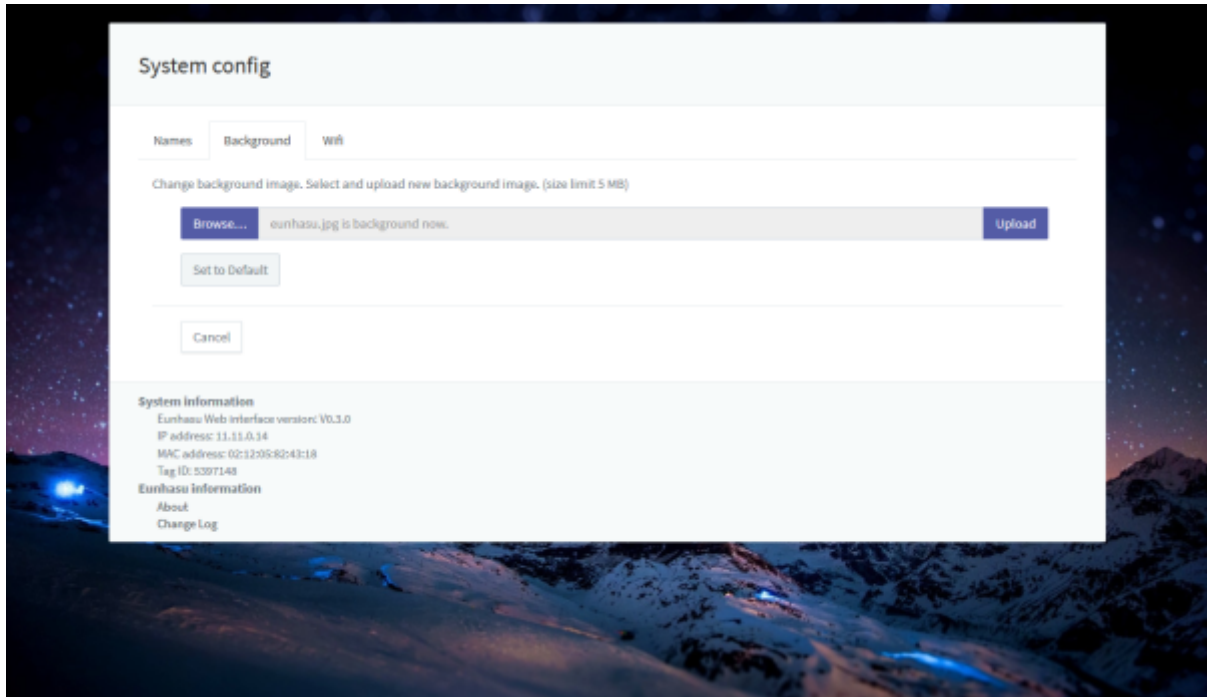 System config
Names Background Wifi
Change background image. Select and upload new background image. (size limit 5 MB)
Browse.... eunhasu.jpg is background now. Upload
Set to Default
Cancel
System information
Eunhasu Web interface version: V0.3.0
IP address: 11.11.0.14
MAC address: 02:12:05:82:43:18
Tag ID: 5397148
Eunhasu information
About
Change Log